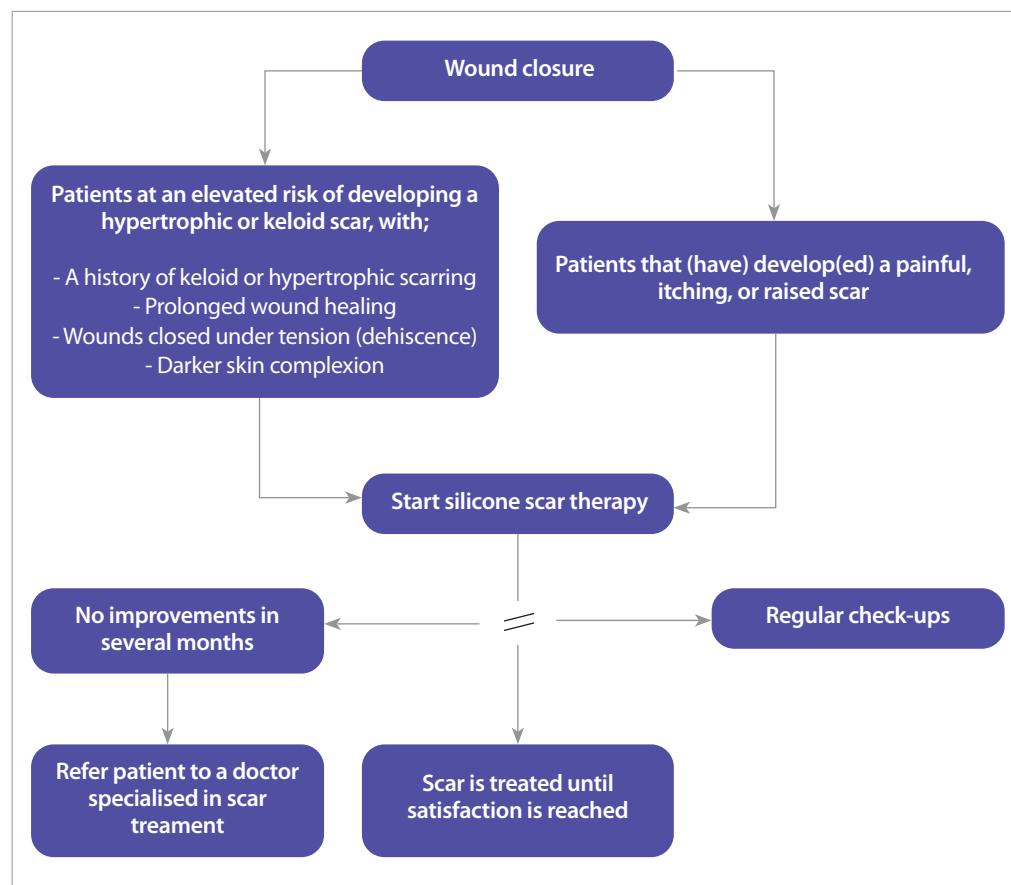 Wound closure
Patients at an elevated risk of developing a
hypertrophic or keloid scar, with;
- A history of keloid or hypertrophic scarring
- Prolonged wound healing
- Wounds closed under tension (dehiscence)
- Darker skin complexion
Patients that (have) develop(ed) a painful,
itching, or raised scar
Start silicone scar therapy
No improvements in
several months
Regular check-ups
Refer patient to a doctor
specialised in scar
treament
Scar is treated until
satisfaction is reached